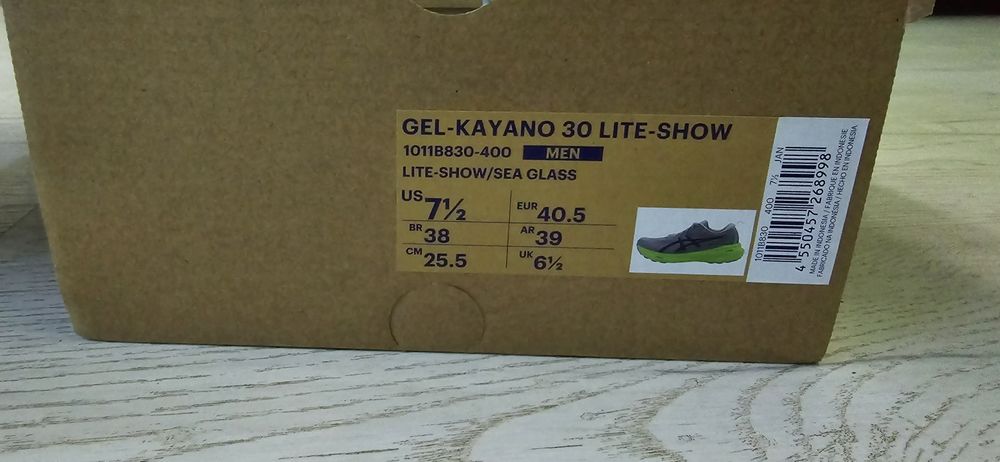 GEL-KAYANO 30 LITE-SHOW
1011B830-400 MEN
LITE-SHOW/SEA GLASS
US 7½ EUR 40.5
BR 38 AR 39
CM 25.5 UK 6½
1011B830 400 7½ JAN
4 550457 268998
MADE IN INDONESIA / FABRIQUE EN INDONESIE
FABRICADO NA INDONÉSIA / HECHO EN INDONESIA